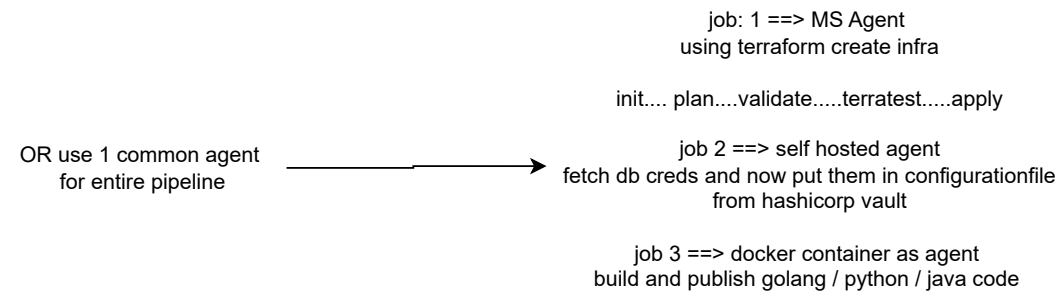 job: 1 ==> MS Agent
using terraform create infra
init.... plan....validate.....terratest.....apply
OR use 1 common agent
for entire pipeline
job 2 ==> self hosted agent
fetch db creds and now put them in configurationfile
from hashicorp vault
job 3 ==> docker container as agent
build and publish golang / python / java code